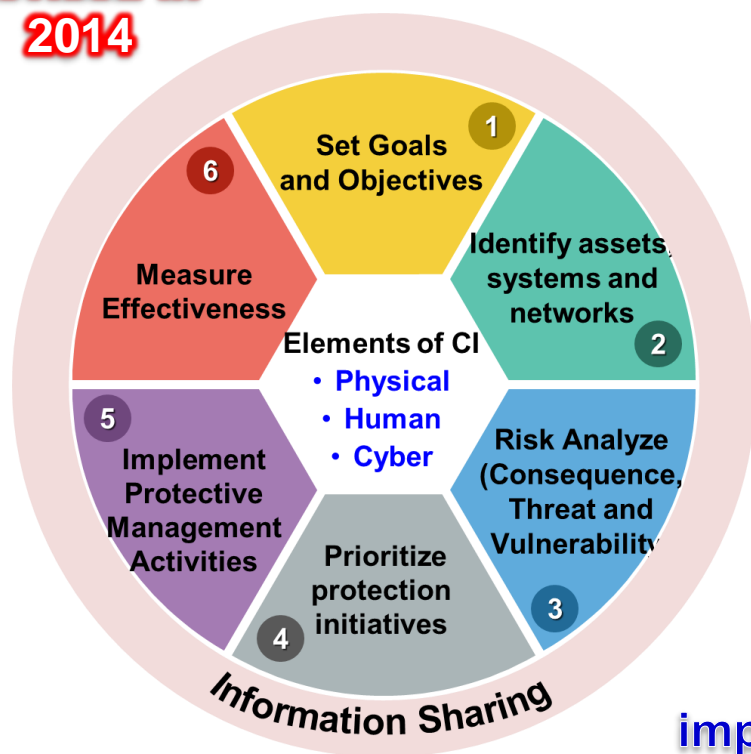 2014
1
Set Goals
and Objectives
2
Identify assets,
systems and
networks
3
Risk Analyze
(Consequence,
Threat and
Vulnerability
4
Prioritize
protection
initiatives
5
Implement
Protective
Management
Activities
6
Measure
Effectiveness
Elements of CI
• Physical
• Human
• Cyber
Information Sharing